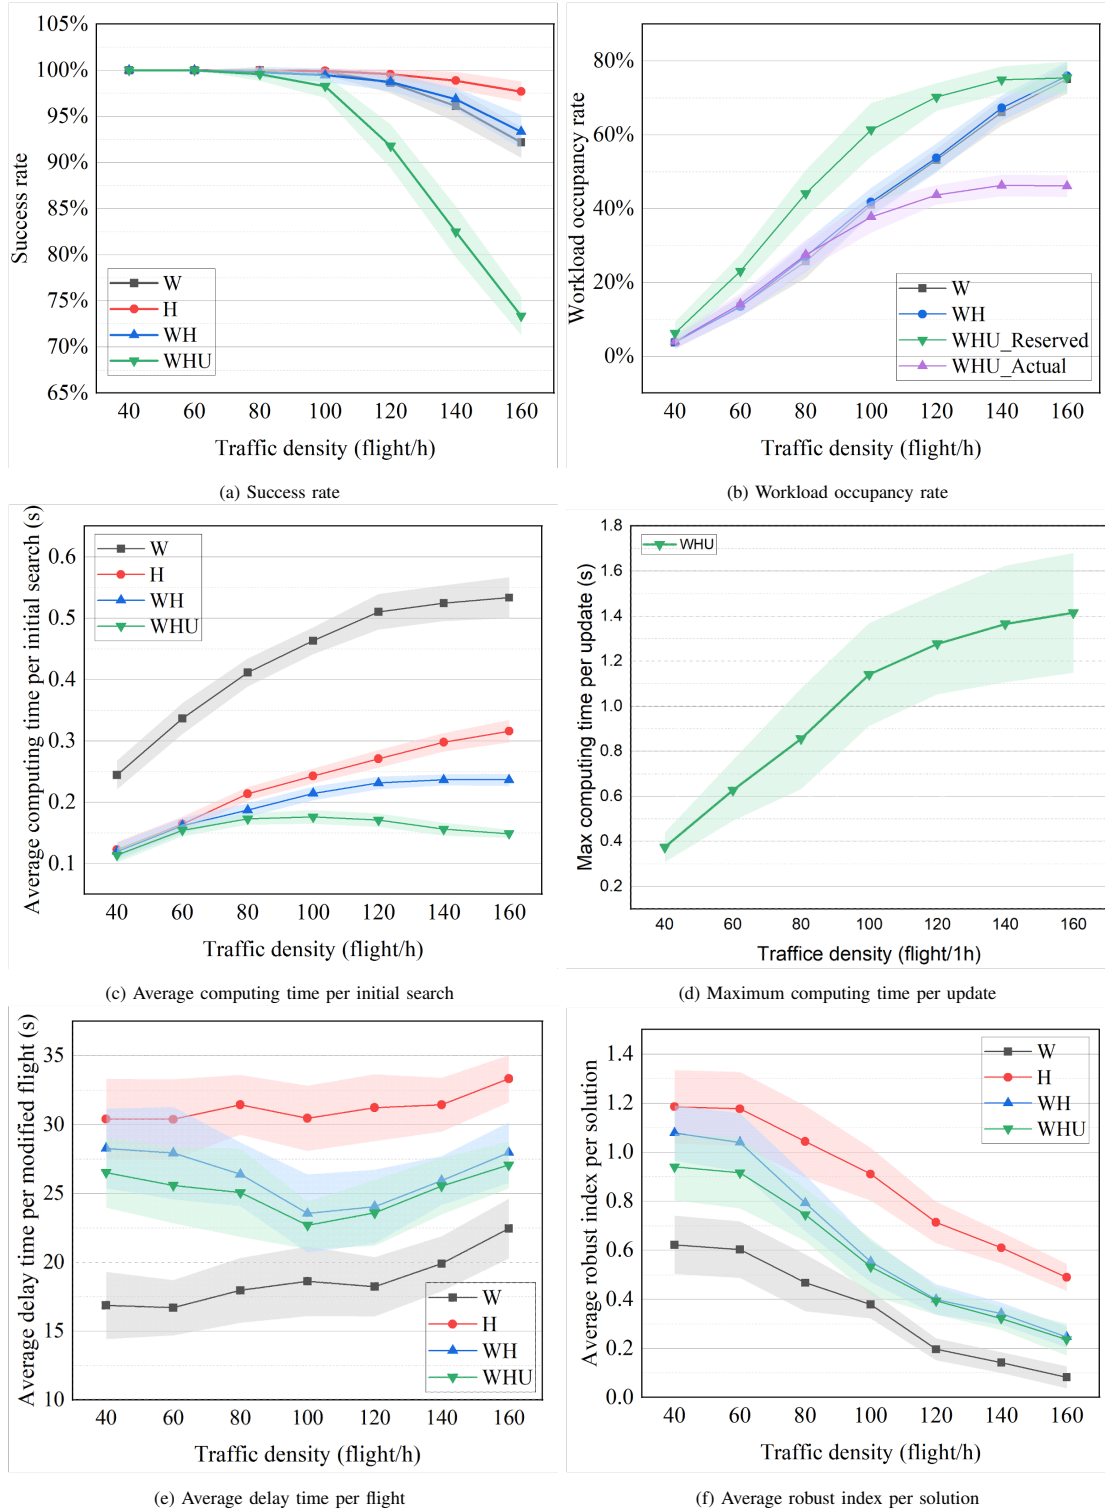 105%
100%
95%
90%
85%
80%
75%
70%
65%
Success rate
W
H
WH
WHU
40 60 80 100 120 140 160
Traffic density (flight/h)
(a) Success rate
80%
60%
40%
20%
0%
Workload occupancy rate
W
WH
WHU_Reserved
WHU_Actual
40 60 80 100 120 140 160
Traffic density (flight/h)
(b) Workload occupancy rate
0.6
0.5
0.4
0.3
0.2
0.1
Average computing time per initial search (s)
W
H
WH
WHU
40 60 80 100 120 140 160
Traffic density (flight/h)
(c) Average computing time per initial search
1.8
1.6
1.4
1.2
1.0
0.8
0.6
0.4
0.2
Max computing time per update (s)
WHU
40 60 80 100 120 140 160
Traffice density (flight/1h)
(d) Maximum computing time per update
35
30
25
20
15
10
Average delay time per modified flight (s)
W
H
WH
WHU
40 60 80 100 120 140 160
Traffic density (flight/h)
(e) Average delay time per flight
1.4
1.2
1.0
0.8
0.6
0.4
0.2
0.0
Average robust index per solution
W
H
WH
WHU
40 60 80 100 120 140 160
Traffic density (flight/h)
(f) Average robust index per solution